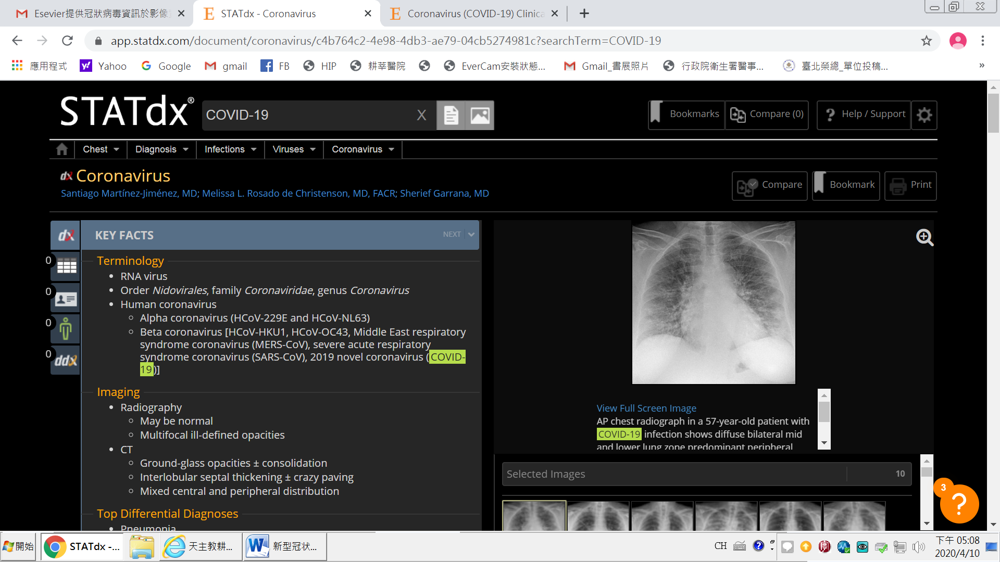 Esevier提供冠狀病毒資訊於影像
STATdx - Coronavirus
Coronavirus (COVID-19) Clinica
app.statdx.com/document/coronavirus/c4b764c2-4e98-4db3-ae79-04cb5274981c?searchTerm=COVID-19
應用程式 Yahoo Google gmail FB HIP 耕莘醫院 EverCam安裝狀態... Gmail_書展照片 行政院衛生署醫事... 臺北榮總_單位投稿... »
STATdx®
COVID-19 X
Bookmarks Compare (0) ? Help / Support
Chest Diagnosis Infections Viruses Coronavirus
dx Coronavirus
Santiago Martínez-Jiménez, MD; Melissa L. Rosado de Christenson, MD, FACR; Sherief Garrana, MD
Compare Bookmark Print
dx
0
0
0
0
ddx
KEY FACTS NEXT
Terminology
• RNA virus
• Order Nidovirales, family Coronaviridae, genus Coronavirus
• Human coronavirus
◦ Alpha coronavirus (HCoV-229E and HCoV-NL63)
◦ Beta coronavirus [HCoV-HKU1, HCoV-OC43, Middle East respiratory
syndrome coronavirus (MERS-CoV), severe acute respiratory
syndrome coronavirus (SARS-CoV), 2019 novel coronavirus (COVID-
19)]
Imaging
• Radiography
◦ May be normal
◦ Multifocal ill-defined opacities
• CT
◦ Ground-glass opacities ± consolidation
◦ Interlobular septal thickening ± crazy paving
◦ Mixed central and peripheral distribution
Top Differential Diagnoses
• Pneumonia
View Full Screen Image
AP chest radiograph in a 57-year-old patient with
COVID-19 infection shows diffuse bilateral mid
and lower lung zone predominant peripheral
Selected Images 10
3
?
開始 STATdx -... 天主教耕... 新型冠狀...
CH
下午 05:08
2020/4/10